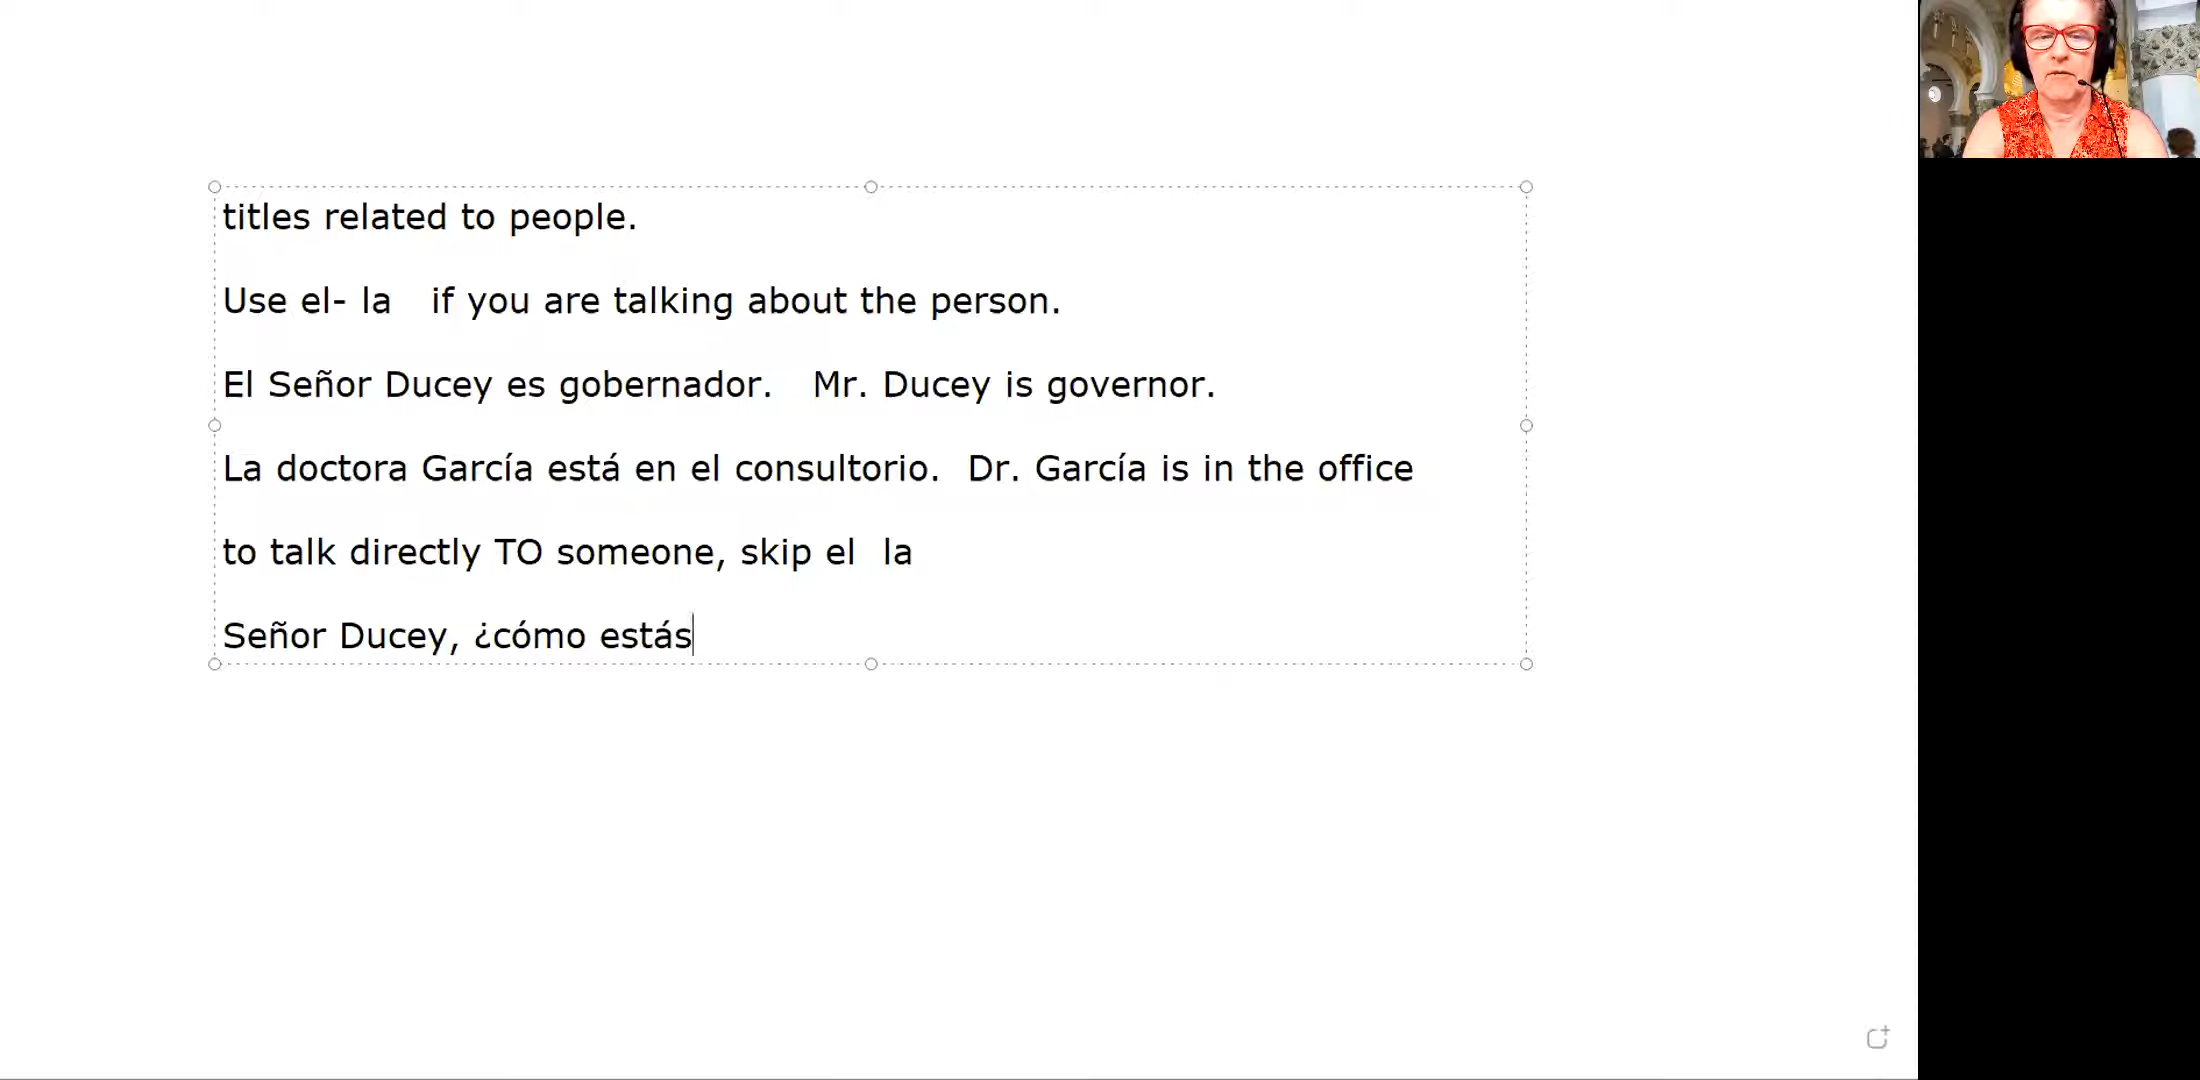 titles related to people.
Use el- la if you are talking about the person.
El Señor Ducey es gobernador. Mr. Ducey is governor.
La doctora García está en el consultorio. Dr. García is in the office
to talk directly TO someone, skip el la
Señor Ducey, ¿cómo estás